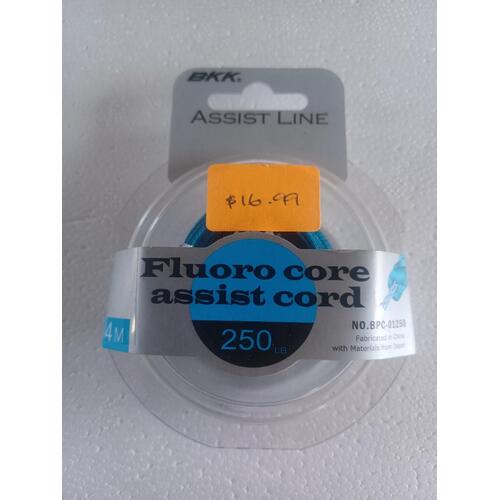 BKK
ASSIST LINE
$16.99
Fluoro core
assist cord
250 LB
4M
NO.BPC-01250
Fabricated in China
with Materials from Japan